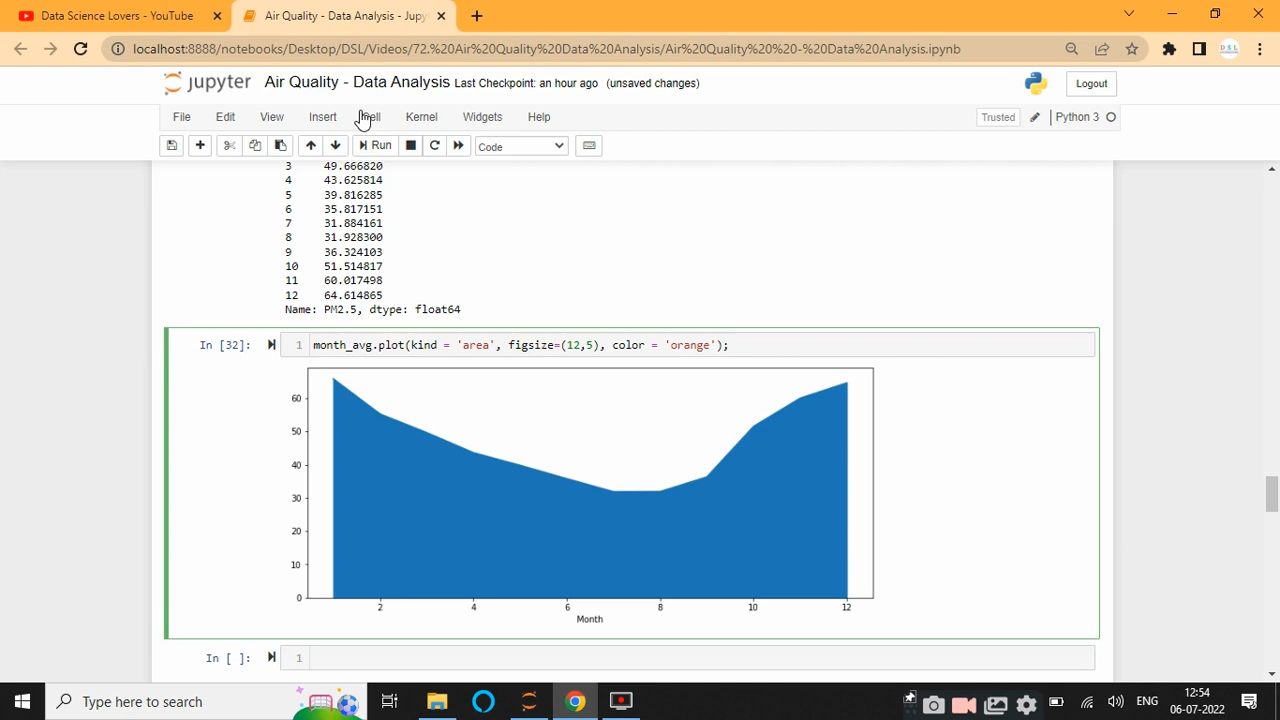 Data Science Lovers - YouTube
Air Quality - Data Analysis - Jupy
localhost:8888/notebooks/Desktop/DSL/Videos/72.%20Air%20Quality%20Data%20Analysis/Air%20Quality%20%20-%20Data%20Analysis.ipynb
DSL
jupyter Air Quality - Data Analysis Last Checkpoint: an hour ago (unsaved changes)
Logout
File Edit View Insert Cell Kernel Widgets Help
Trusted Python 3
Run Code
3 49.666820
4 43.625814
5 39.816285
6 35.817151
7 31.884161
8 31.928300
9 36.324103
10 51.514817
11 60.017498
12 64.614865
Name: PM2.5, dtype: float64
In [32]: 1 month_avg.plot(kind = 'area', figsize=(12,5), color = 'orange');
60
50
40
30
20
10
0
2 4 6 8 10 12
Month
In [ ]: 1
Type here to search
ENG
12:54
06-07-2022